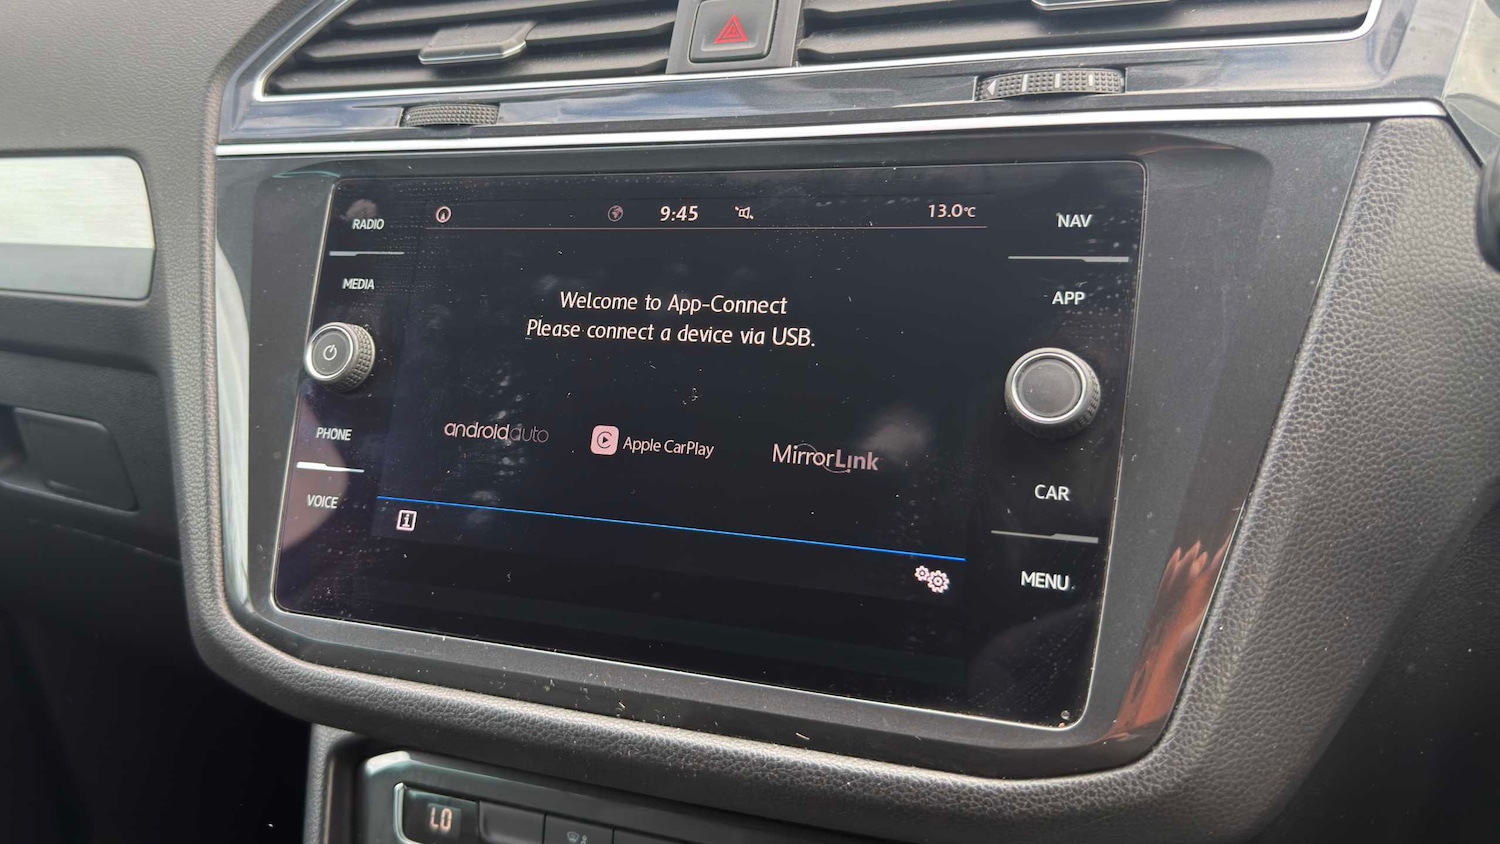 RADIO
9:45
13.0°C
NAV
MEDIA
APP
Welcome to App-Connect
Please connect a device via USB.
androidauto
Apple CarPlay
MirrorLink
PHONE
VOICE
CAR
MENU
LO